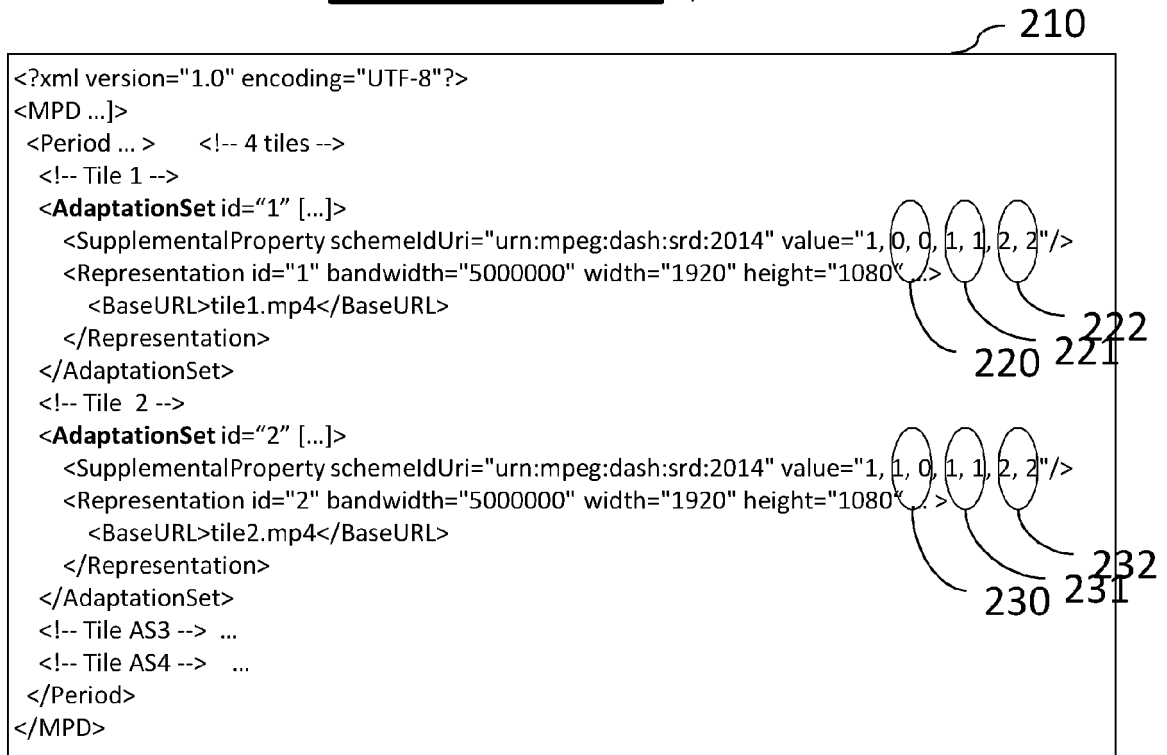 210
<?xml version="1.0" encoding="UTF-8"?>
<MPD ...]>
<Period ... > <!-- 4 tiles -->
<!-- Tile 1 -->
<AdaptationSet id=“1” [...]>
<SupplementalProperty schemeIdUri="urn:mpeg:dash:srd:2014" value="1, 0, 0, 1, 1, 2, 2"/>
<Representation id="1" bandwidth="5000000" width="1920" height="1080“ ...>
<BaseURL>tile1.mp4</BaseURL>
</Representation>
222
220 221
</AdaptationSet>
<!-- Tile 2 -->
<AdaptationSet id=“2” [...]>
<SupplementalProperty schemeIdUri="urn:mpeg:dash:srd:2014" value="1, 1, 0, 1, 1, 2, 2"/>
<Representation id="2" bandwidth="5000000" width="1920" height="1080“ ... >
<BaseURL>tile2.mp4</BaseURL>
</Representation>
232
230 231
</AdaptationSet>
<!-- Tile AS3 --> ...
<!-- Tile AS4 --> ...
</Period>
</MPD>